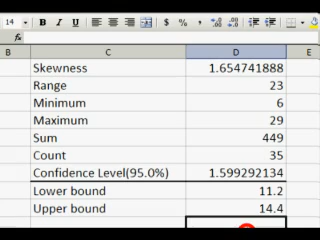 14 B I U $ % ,
fx
B C D E
Skewness 1.654741888
Range 23
Minimum 6
Maximum 29
Sum 449
Count 35
Confidence Level(95.0%) 1.599292134
Lower bound 11.2
Upper bound 14.4